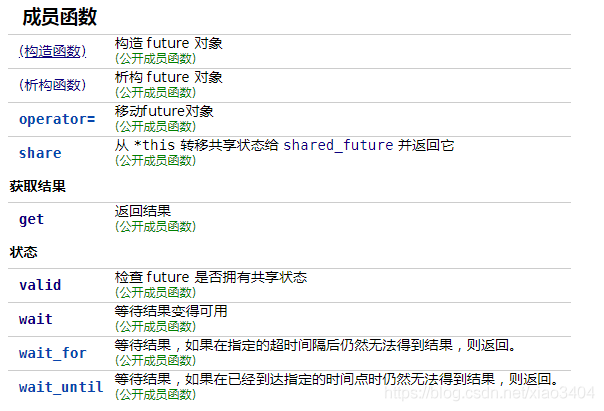 成员函数
(构造函数) 构造 future 对象
(公开成员函数)
(析构函数) 析构 future 对象
(公开成员函数)
operator= 移动future对象
(公开成员函数)
share 从 *this 转移共享状态给 shared_future 并返回它
(公开成员函数)
获取结果
get 返回结果
(公开成员函数)
状态
valid 检查 future 是否拥有共享状态
(公开成员函数)
wait 等待结果变得可用
(公开成员函数)
wait_for 等待结果，如果在指定的超时间隔后仍然无法得到结果，则返回。
(公开成员函数)
wait_until 等待结果，如果在已经到达指定的时间点时仍然无法得到结果，则返回。
(公开成员函数)
https://blog.csdn.net/xiao3404